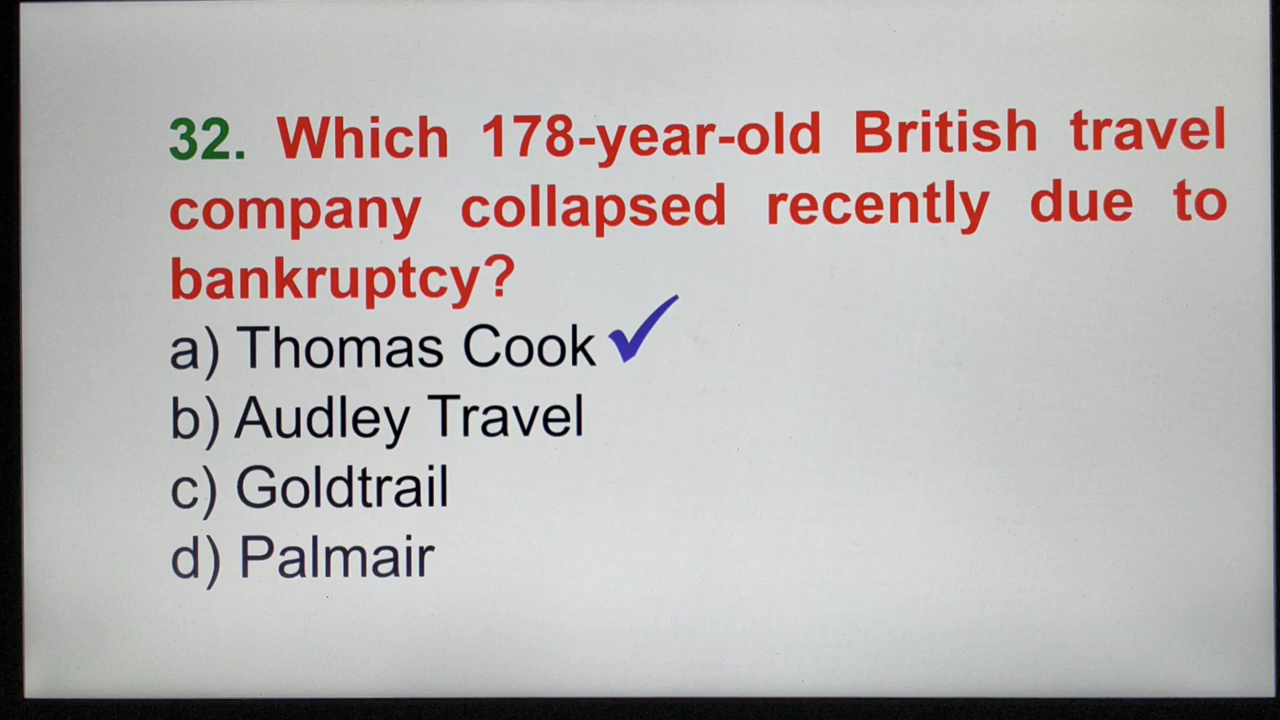 32. Which 178-year-old British travel
company collapsed recently due to
bankruptcy?
a) Thomas Cook
b) Audley Travel
c) Goldtrail
d) Palmair